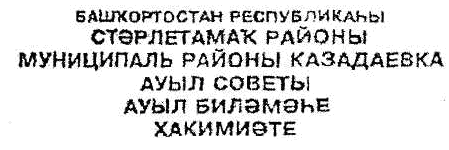 БАШҠОРТОСТАН РЕСПУБЛИКАҺЫ
СТӘРЛЕТАМАҠ РАЙОНЫ
МУНИЦИПАЛЬ РАЙОНЫ КАЗАДАЕВКА
АУЫЛ СОВЕТЫ
АУЫЛ БИЛӘМӘҺЕ
ХАКИМИӘТЕ